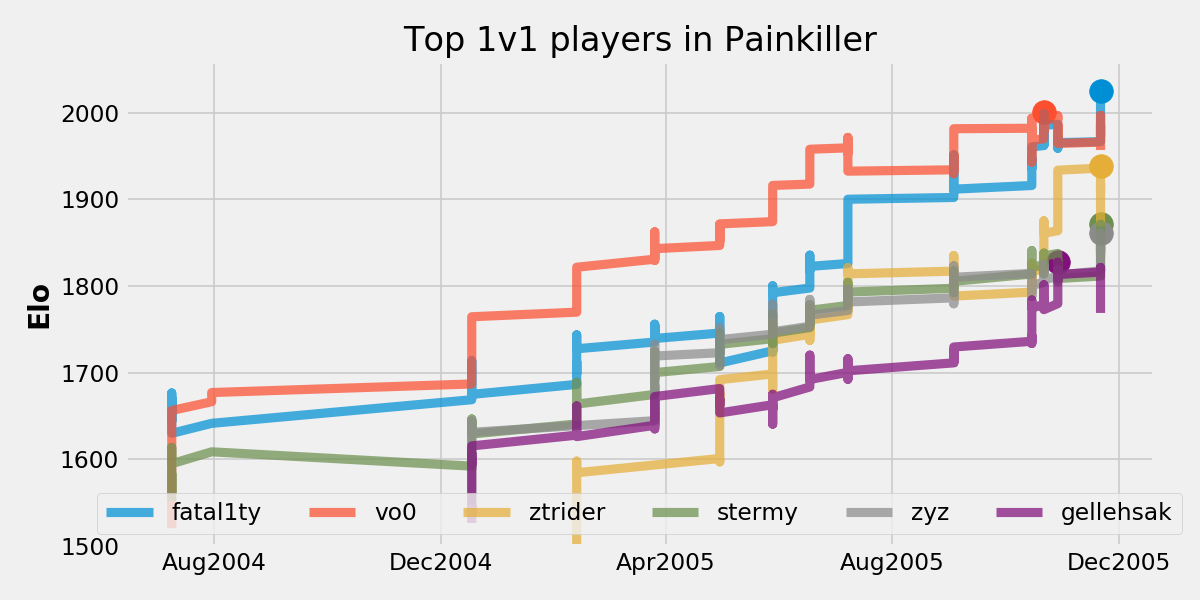 Top 1v1 players in Painkiller
Elo
2000
1900
1800
1700
1600
1500
fatal1ty vo0 ztrider stermy zyz gellehsak
Aug2004 Dec2004 Apr2005 Aug2005 Dec2005